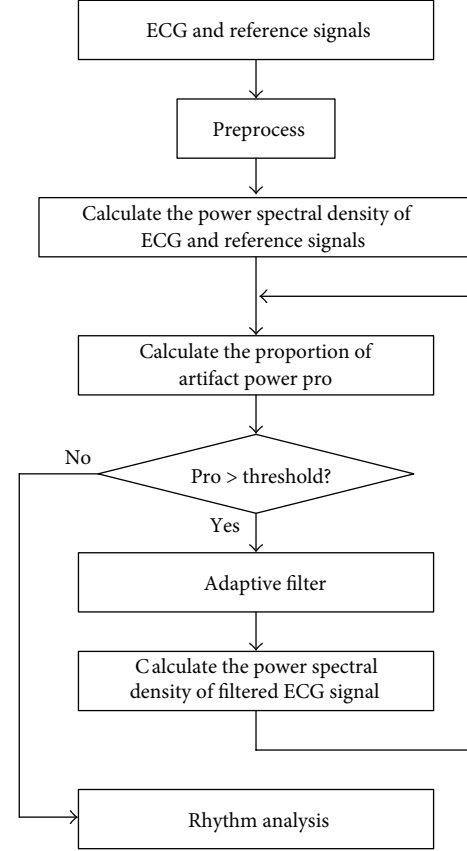 ECG and reference signals
Preprocess
Calculate the power spectral density of
ECG and reference signals
Calculate the proportion of
artifact power pro
No
Pro > threshold?
Yes
Adaptive filter
Calculate the power spectral
density of filtered ECG signal
Rhythm analysis